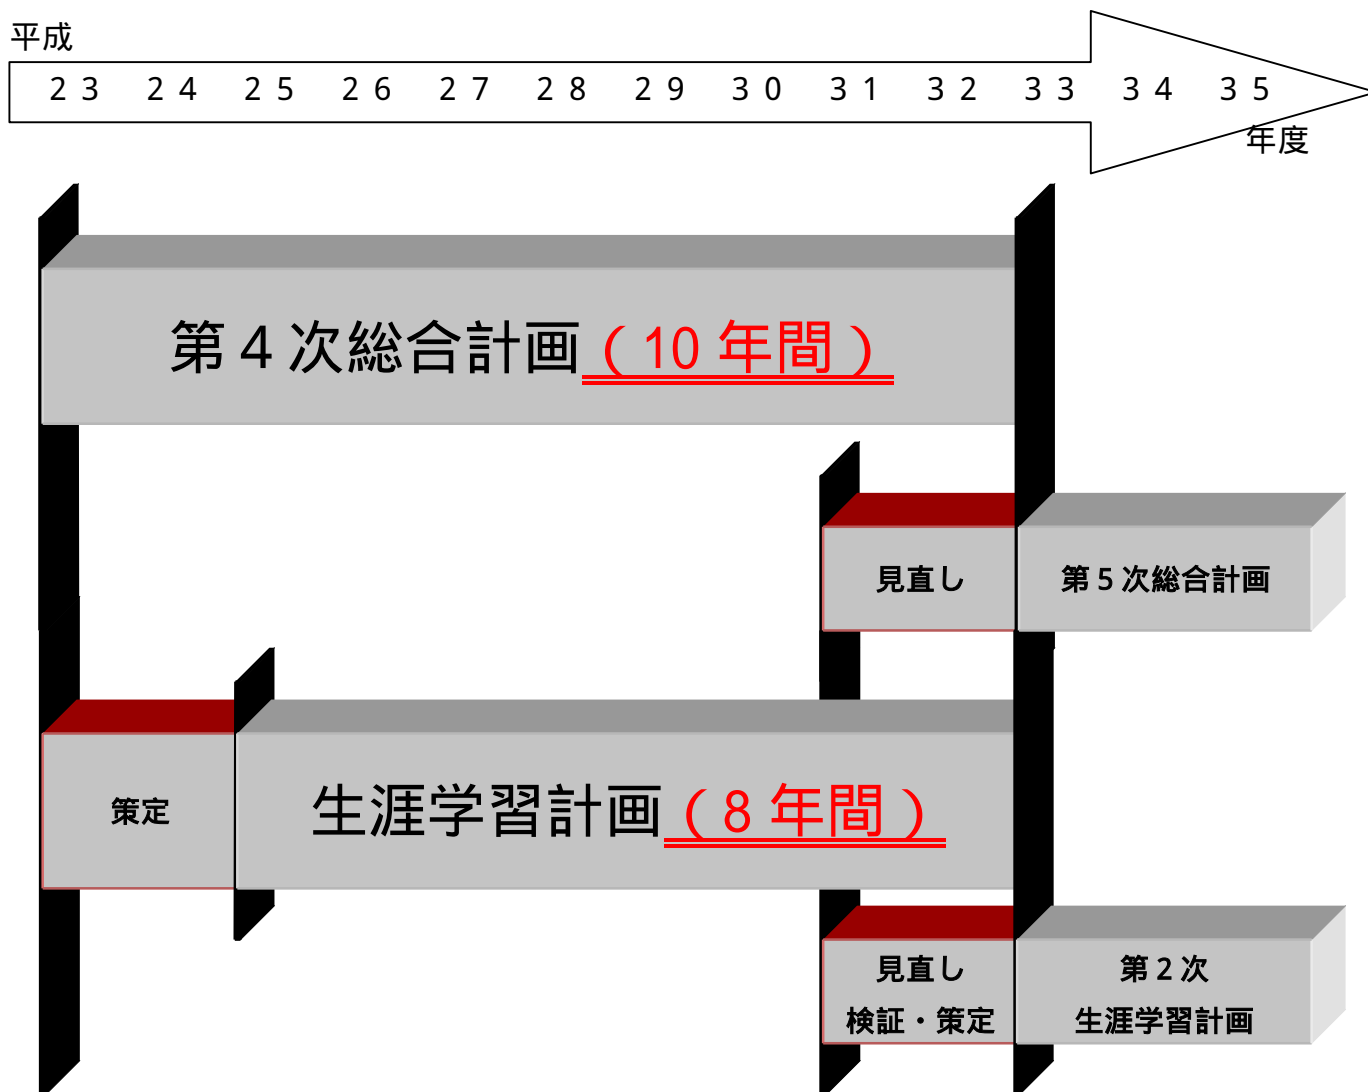 平成
２３ ２４ ２５ ２６ ２７ ２８ ２９ ３０ ３１ ３２ ３３ ３４ ３５
年度
第４次総合計画（10 年間）
見直し
第５次総合計画
策定
生涯学習計画（８年間）
見直し
検証・策定
第２次
生涯学習計画